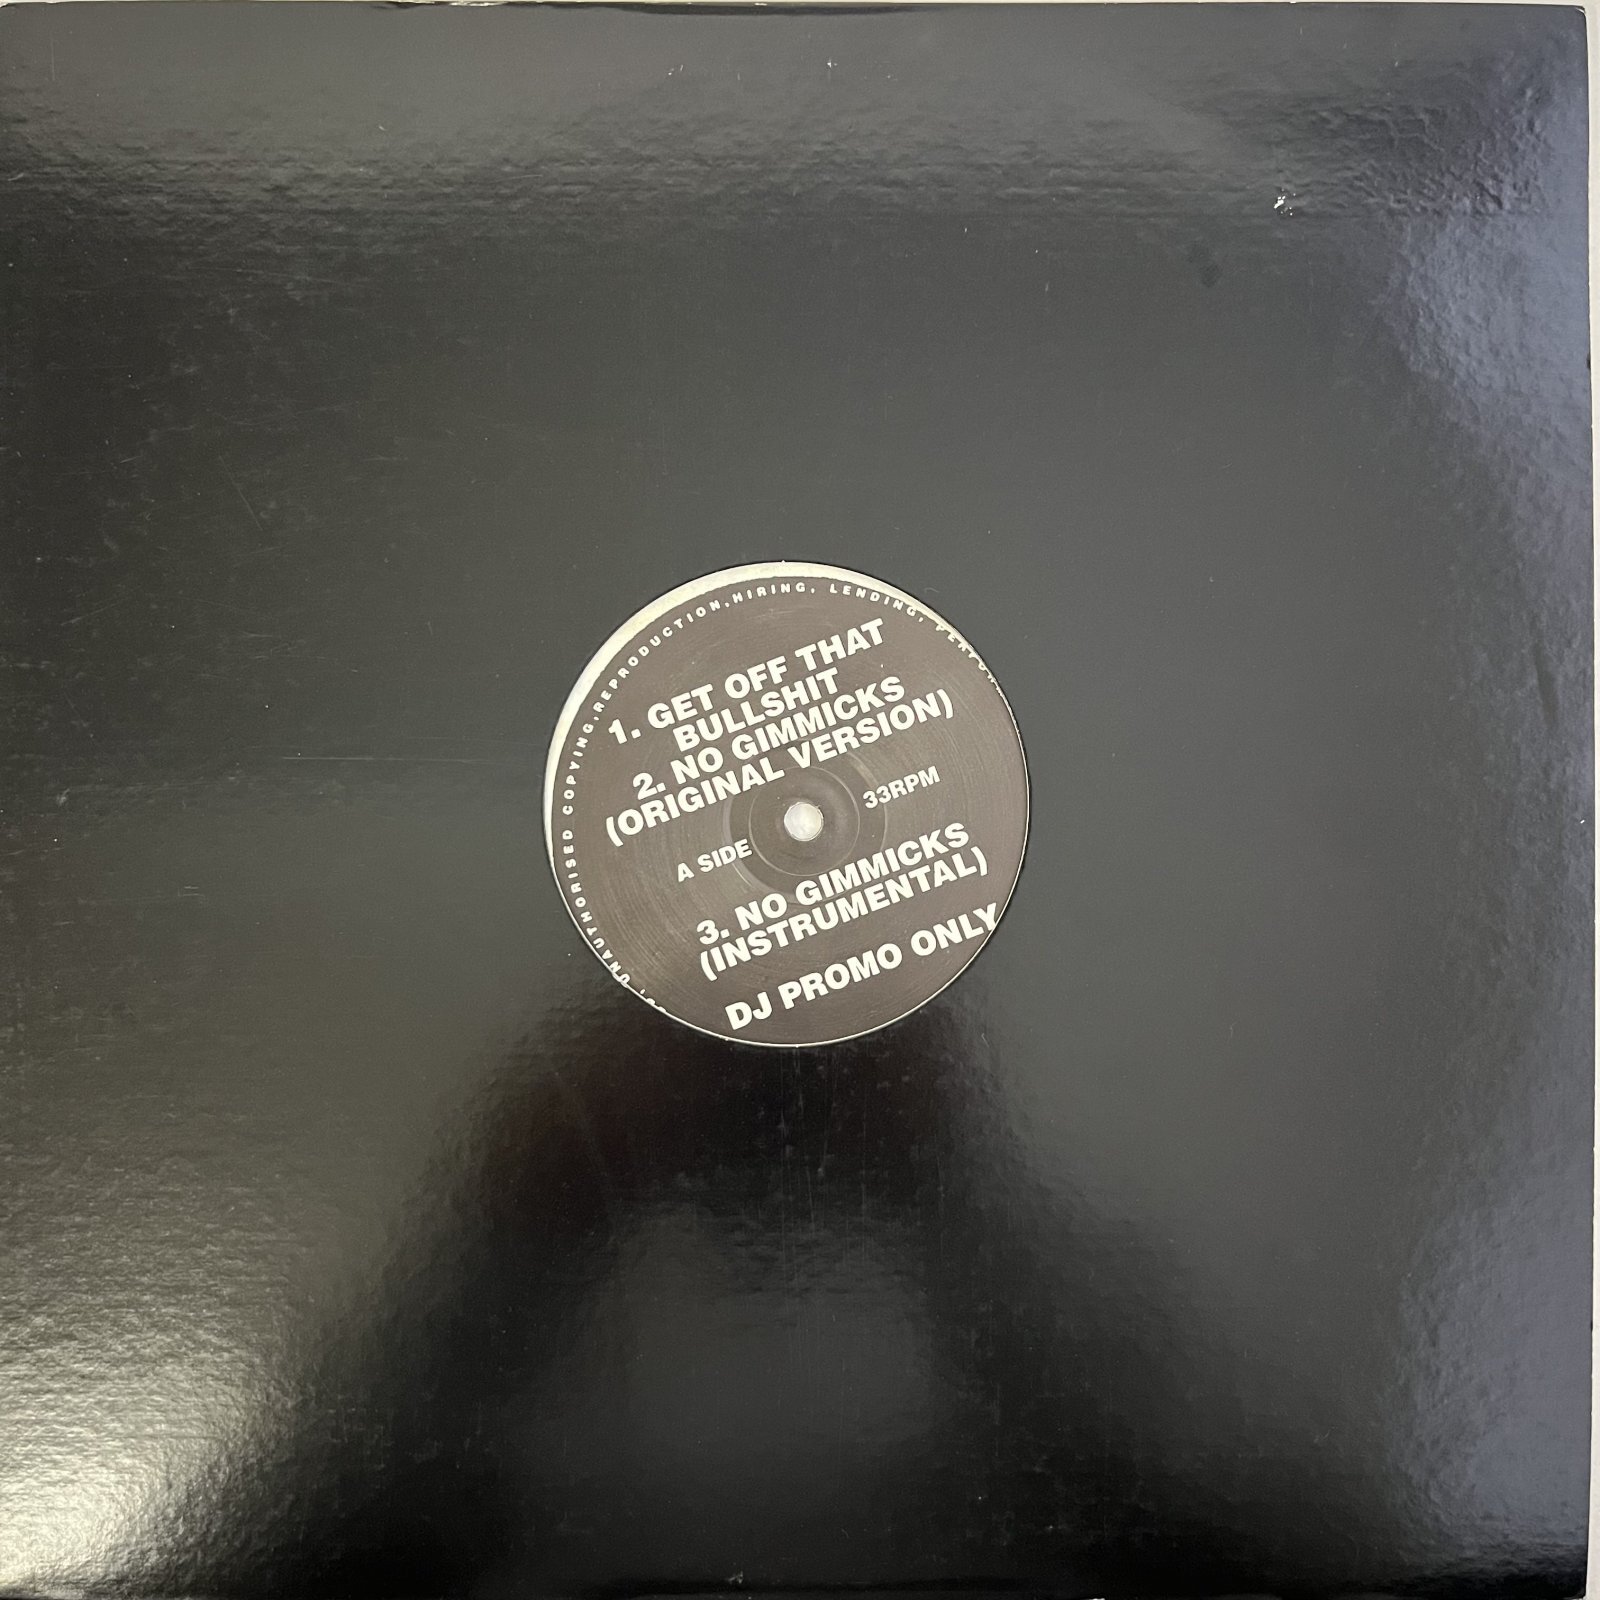 UNAUTHORISED COPYING, REPRODUCTION, HIRING, LENDING,
1. GET OFF THAT
BULLSHIT
2. NO GIMMICKS
(ORIGINAL VERSION)
33RPM
A SIDE
3. NO GIMMICKS
(INSTRUMENTAL)
DJ PROMO ONLY